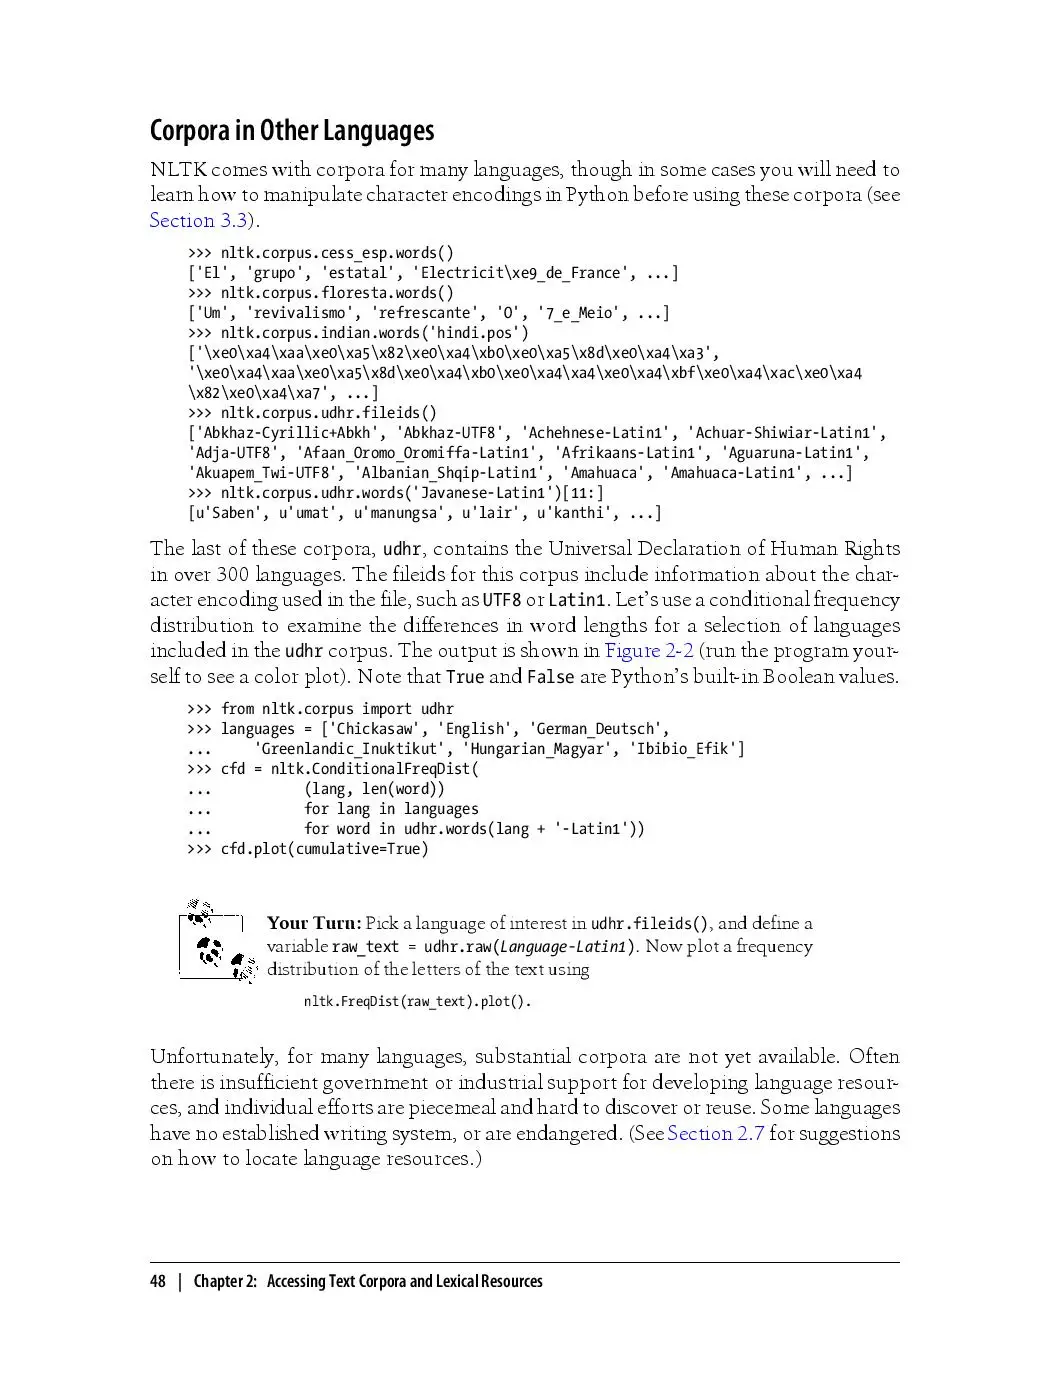 Corpora in Other Languages
NLTK comes with corpora for many languages, though in some cases you will need to
learn how to manipulate character encodings in Python before using these corpora (see
Section 3.3).
>>> nltk.corpus.cess_esp.words()
['El', 'grupo', 'estatal', 'Electricit\xe9_de_France', ...]
>>> nltk.corpus.floresta.words()
['Um', 'revivalismo', 'refrescante', 'O', '7_e_Meio', ...]
>>> nltk.corpus.indian.words('hindi.pos')
['\xe0\xa4\xaa\xe0\xa5\x82\xe0\xa4\xb0\xe0\xa5\x8d\xe0\xa4\xa3',
'\xe0\xa4\xaa\xe0\xa5\x8d\xe0\xa4\xb0\xe0\xa4\xa4\xe0\xa4\xbf\xe0\xa4\xac\xe0\xa4
\x82\xe0\xa4\xa7', ...]
>>> nltk.corpus.udhr.fileids()
['Abkhaz-Cyrillic+Abkh', 'Abkhaz-UTF8', 'Achehnese-Latin1', 'Achuar-Shiwiar-Latin1',
'Adja-UTF8', 'Afaan_Oromo_Oromiffa-Latin1', 'Afrikaans-Latin1', 'Aguaruna-Latin1',
'Akuapem_Twi-UTF8', 'Albanian_Shqip-Latin1', 'Amahuaca', 'Amahuaca-Latin1', ...]
>>> nltk.corpus.udhr.words('Javanese-Latin1')[11:]
[u'Saben', u'umat', u'manungsa', u'lair', u'kanthi', ...]
The last of these corpora, udhr, contains the Universal Declaration of Human Rights
in over 300 languages. The fileids for this corpus include information about the char-
acter encoding used in the file, such as UTF8 or Latin1. Let's use a conditional frequency
distribution to examine the differences in word lengths for a selection of languages
included in the udhr corpus. The output is shown in Figure 2-2 (run the program your-
self to see a color plot). Note that True and False are Python's built-in Boolean values.
>>> from nltk.corpus import udhr
>>> languages = ['Chickasaw', 'English', 'German_Deutsch',
...     'Greenlandic_Inuktikut', 'Hungarian_Magyar', 'Ibibio_Efik']
>>> cfd = nltk.ConditionalFreqDist(
...           (lang, len(word))
...           for lang in languages
...           for word in udhr.words(lang + '-Latin1'))
>>> cfd.plot(cumulative=True)
Your Turn: Pick a language of interest in udhr.fileids(), and define a
variable raw_text = udhr.raw(Language-Latin1). Now plot a frequency
distribution of the letters of the text using
nltk.FreqDist(raw_text).plot().
Unfortunately, for many languages, substantial corpora are not yet available. Often
there is insufficient government or industrial support for developing language resour-
ces, and individual efforts are piecemeal and hard to discover or reuse. Some languages
have no established writing system, or are endangered. (See Section 2.7 for suggestions
on how to locate language resources.)
48 | Chapter 2: Accessing Text Corpora and Lexical Resources